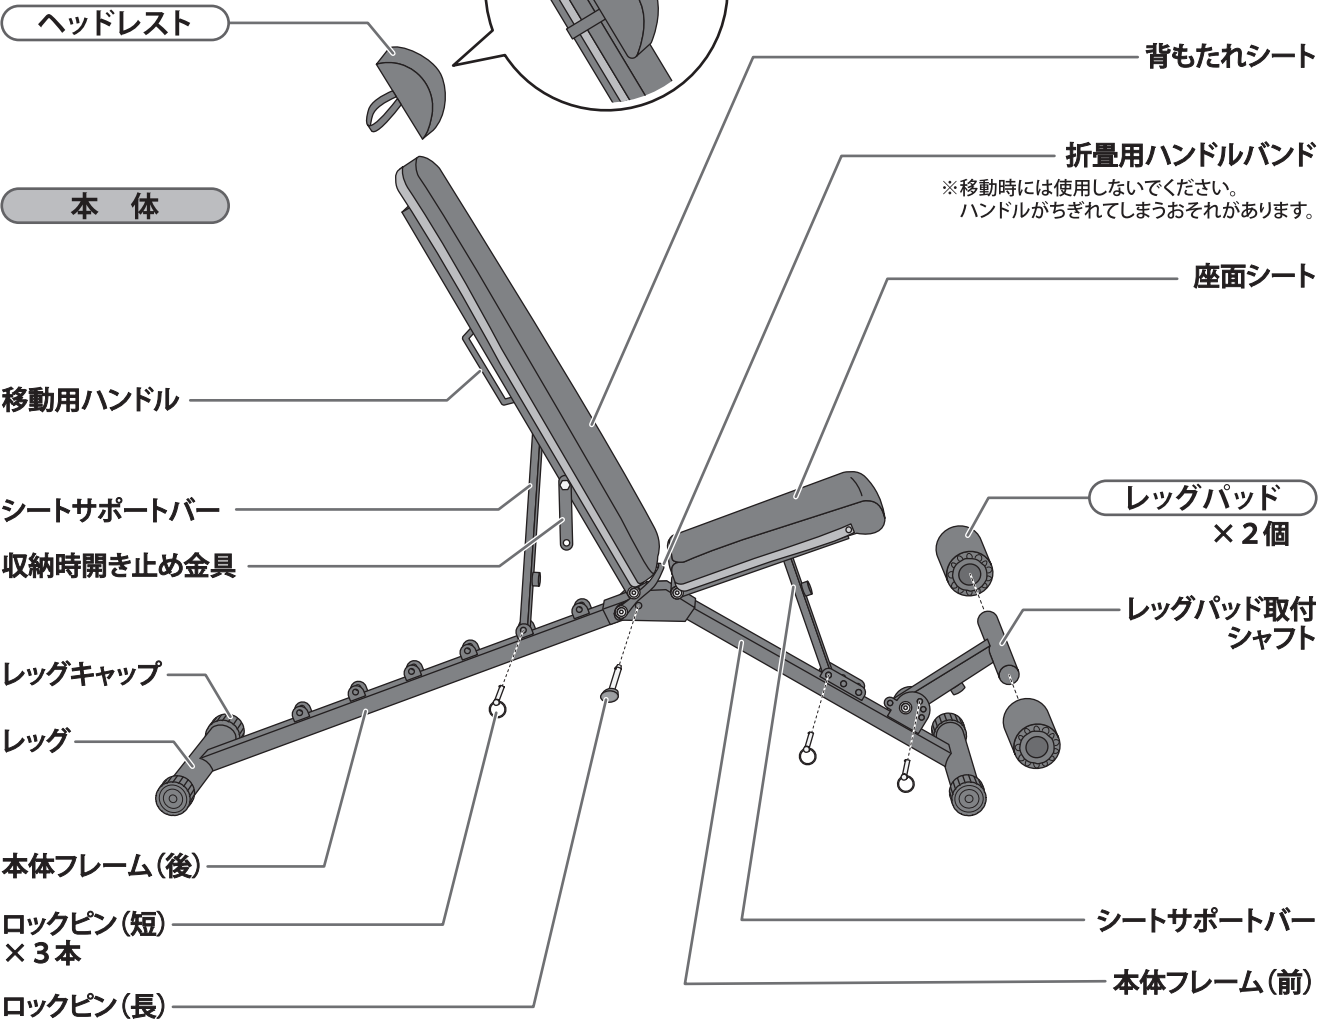 ヘッドレスト
背もたれシート
折畳用ハンドルバンド
※移動時には使用しないでください。
ハンドルがちぎれてしまうおそれがあります。
本　体
座面シート
移動用ハンドル
シートサポートバー
収納時開き止め金具
レッグパッド
×２個
レッグパッド取付
シャフト
レッグキャップ
レッグ
本体フレーム（後）
ロックピン（短）
×３本
ロックピン（長）
シートサポートバー
本体フレーム（前）